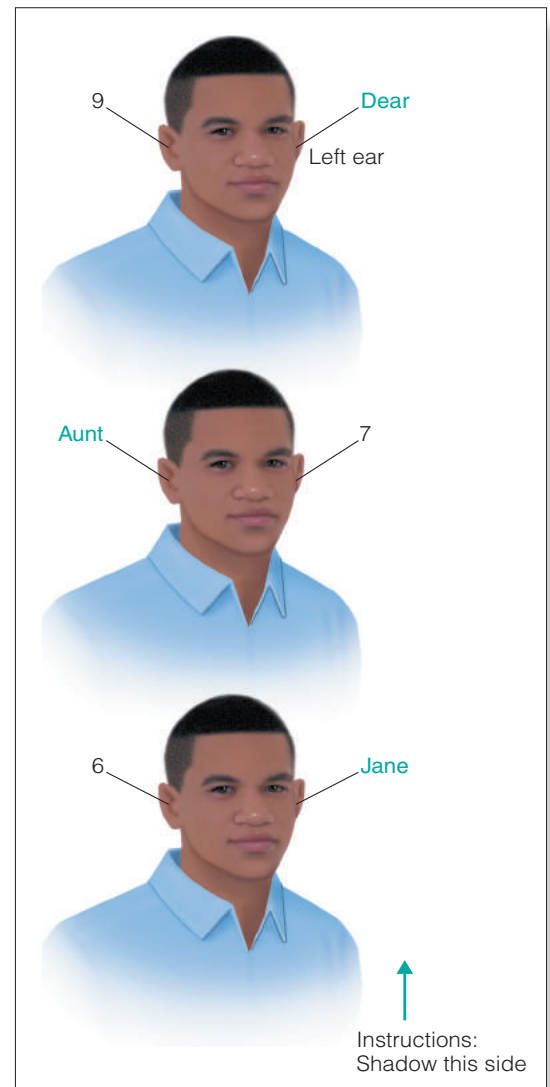 9
Dear
Left ear
Aunt
7
6
Jane
Instructions:
Shadow this side